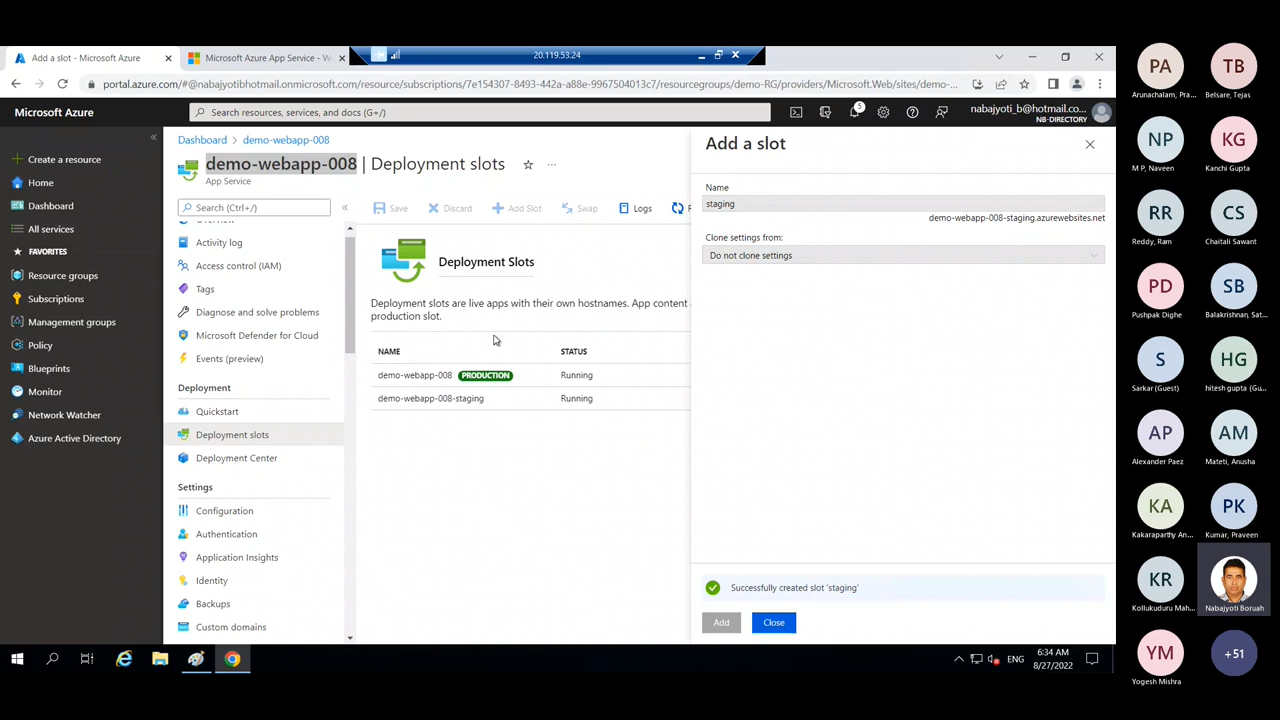 Add a slot - Microsoft Azure
Microsoft Azure App Service - W
20.119.53.24
portal.azure.com/#@nabajyotibhotmail.onmicrosoft.com/resource/subscriptions/7e154307-8493-442a-a88e-9967504013c7/resourcegroups/demo-RG/providers/Microsoft.Web/sites/demo-...
Microsoft Azure
Search resources, services, and docs (G+/)
5
nabajyoti_b@hotmail.co...
NB-DIRECTORY
Create a resource
Home
Dashboard
All services
FAVORITES
Resource groups
Subscriptions
Management groups
Policy
Blueprints
Monitor
Network Watcher
Azure Active Directory
Dashboard > demo-webapp-008
demo-webapp-008 | Deployment slots
App Service
Search (Ctrl+/)
Overview
Activity log
Access control (IAM)
Tags
Diagnose and solve problems
Microsoft Defender for Cloud
Events (preview)
Deployment
Quickstart
Deployment slots
Deployment Center
Settings
Configuration
Authentication
Application Insights
Identity
Backups
Custom domains
Save
Discard
Add Slot
Swap
Logs
R
Deployment Slots
Deployment slots are live apps with their own hostnames. App content a
production slot.
NAME STATUS
demo-webapp-008 PRODUCTION Running
demo-webapp-008-staging Running
Add a slot
Name
staging
demo-webapp-008-staging.azurewebsites.net
Clone settings from:
Do not clone settings
Successfully created slot 'staging'
Add
Close
ENG
6:34 AM
8/27/2022
PA
Arunachalam, Pra...
TB
Belsare, Tejas
NP
M P, Naveen
KG
Kanchi Gupta
RR
Reddy, Ram
CS
Chaitali Sawant
PD
Pushpak Dighe
SB
Balakrishnan, Sat...
S
Sarkar (Guest)
HG
hitesh gupta (Gu...
AP
Alexander Paez
AM
Mateti, Anusha
KA
Kakaraparthy An...
PK
Kumar, Praveen
KR
Kollukuduru Mah...
Nabajyoti Boruah
YM
Yogesh Mishra
+51